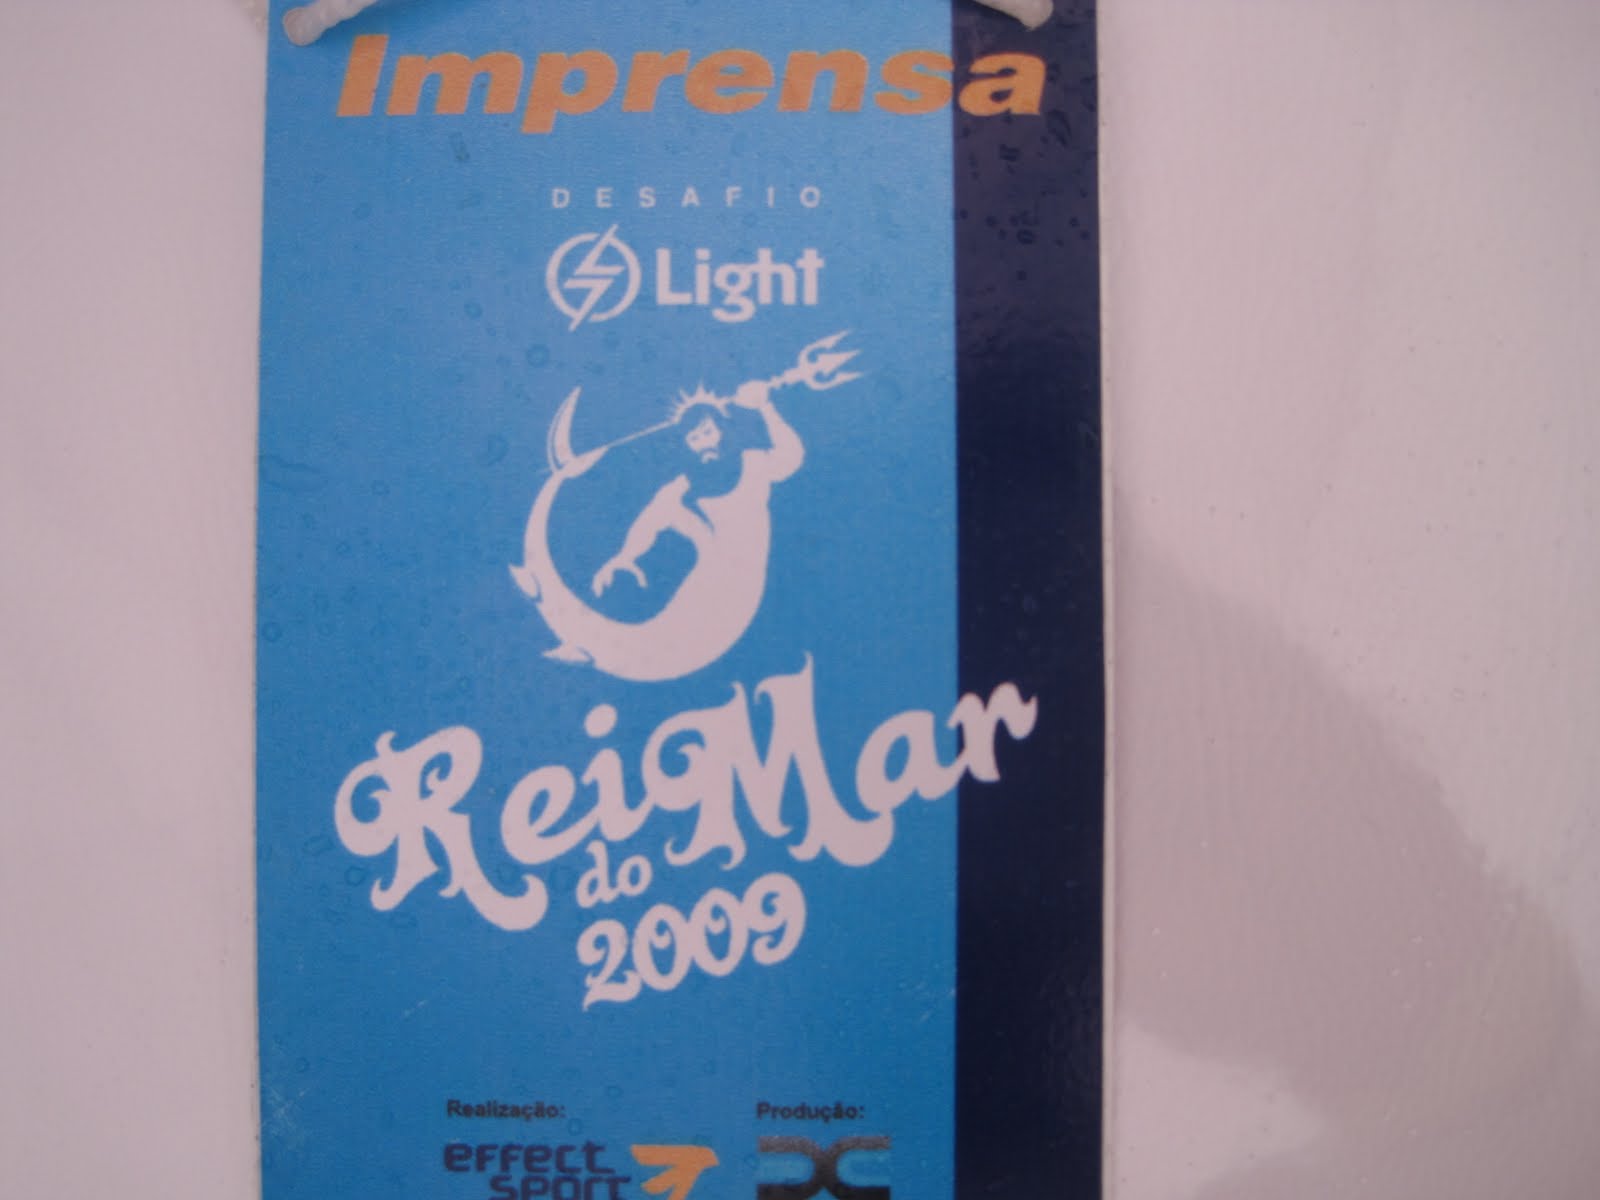 Imprensa
DESAFIO
Light
Rei do Mar
2009
Realização: Produção:
effect
sport